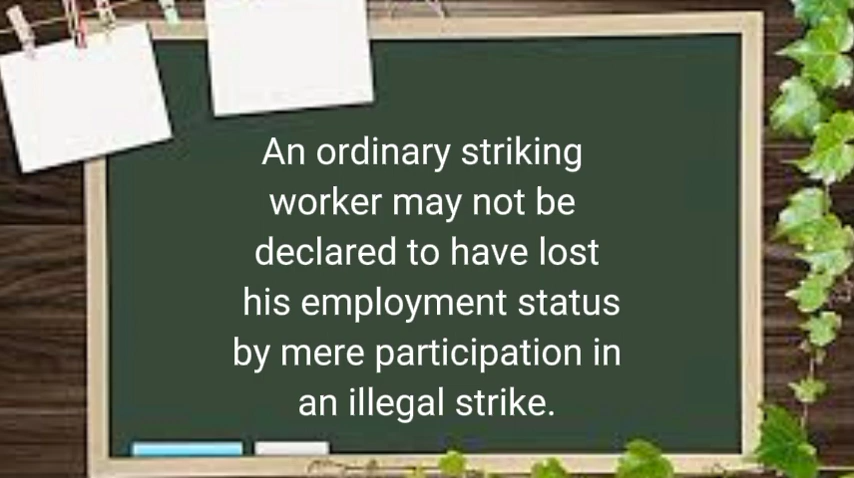 An ordinary striking
worker may not be
declared to have lost
his employment status
by mere participation in
an illegal strike.